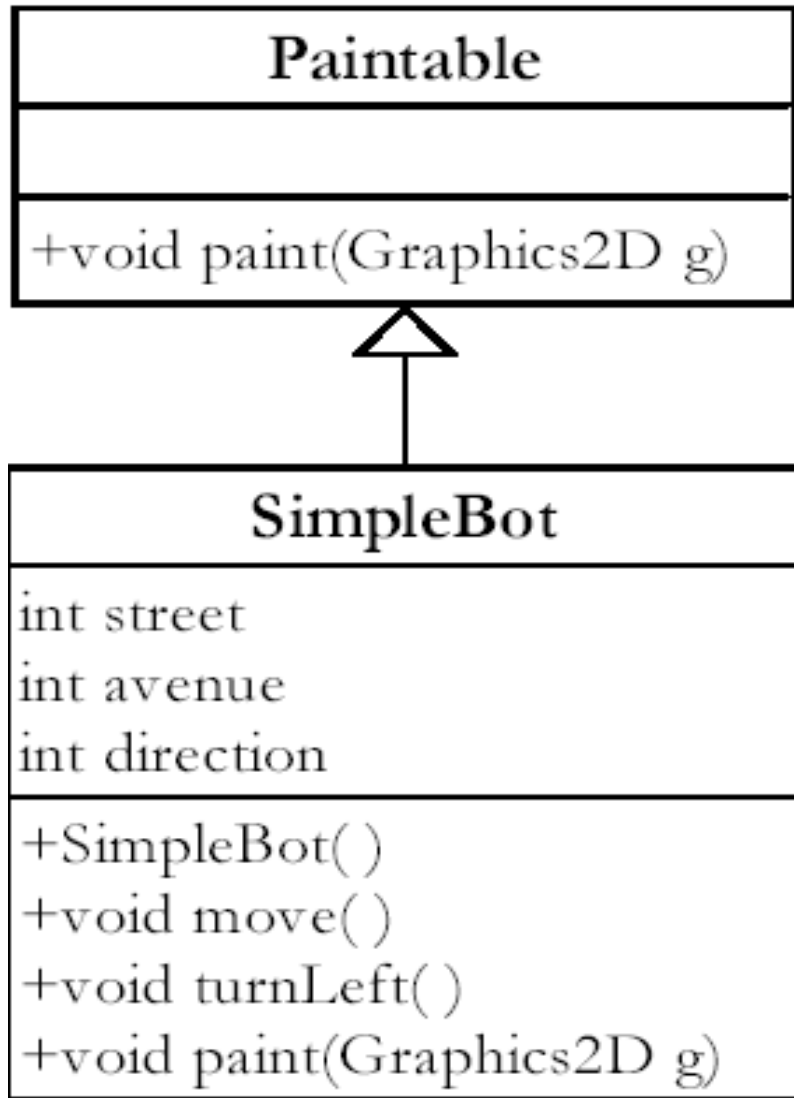 Paintable
+void paint(Graphics2D g)
SimpleBot
int street
int avenue
int direction
+SimpleBot( )
+void move( )
+void turnLeft( )
+void paint(Graphics2D g)